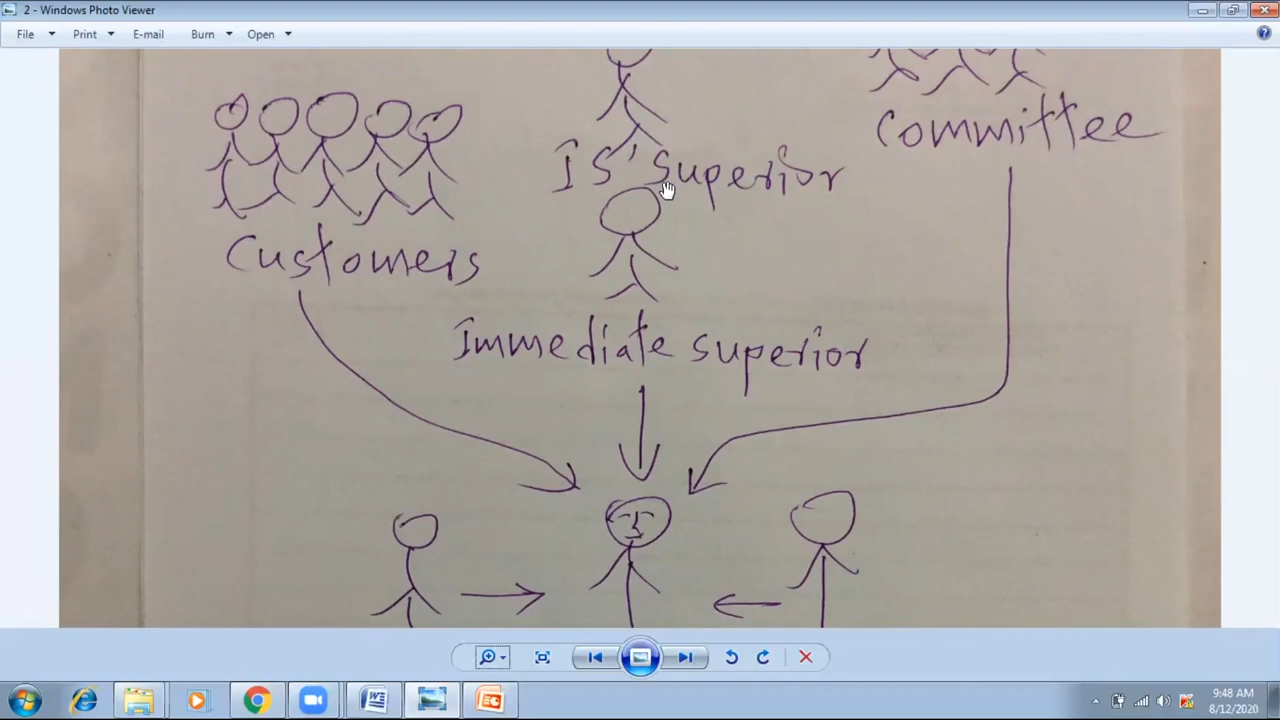 2 - Windows Photo Viewer
File Print E-mail Burn Open
Committee
IS' Superior
Customers
Immediate superior
9:48 AM
8/12/2020